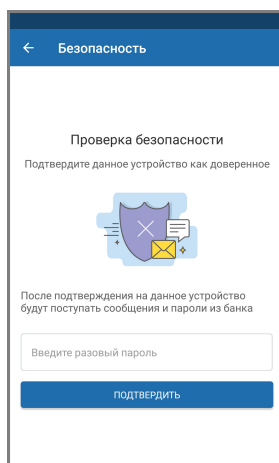 Безопасность
Проверка безопасности
Подтвердите данное устройство как доверенное
После подтверждения на данное устройство
будут поступать сообщения и пароли из банка
Введите разовый пароль
ПОДТВЕРДИТЬ